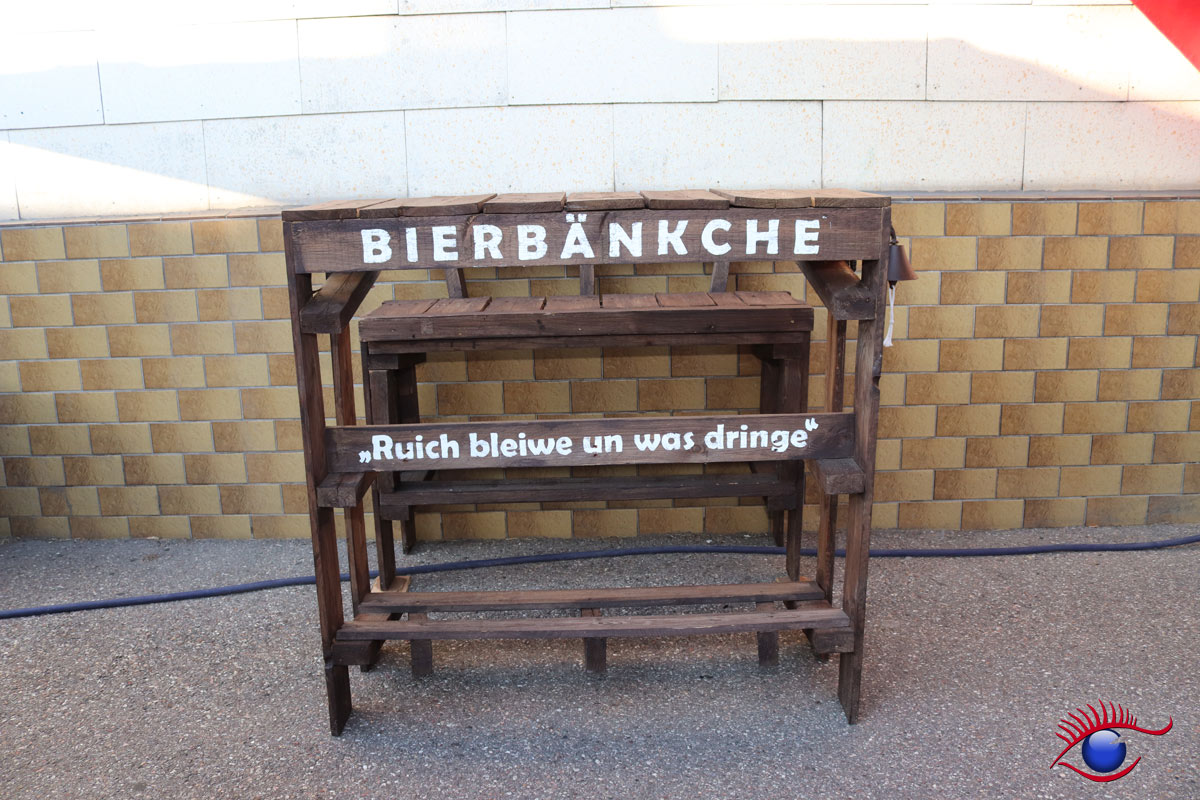 BIERBÄNKCHE
„Ruich bleiwe un was dringe“